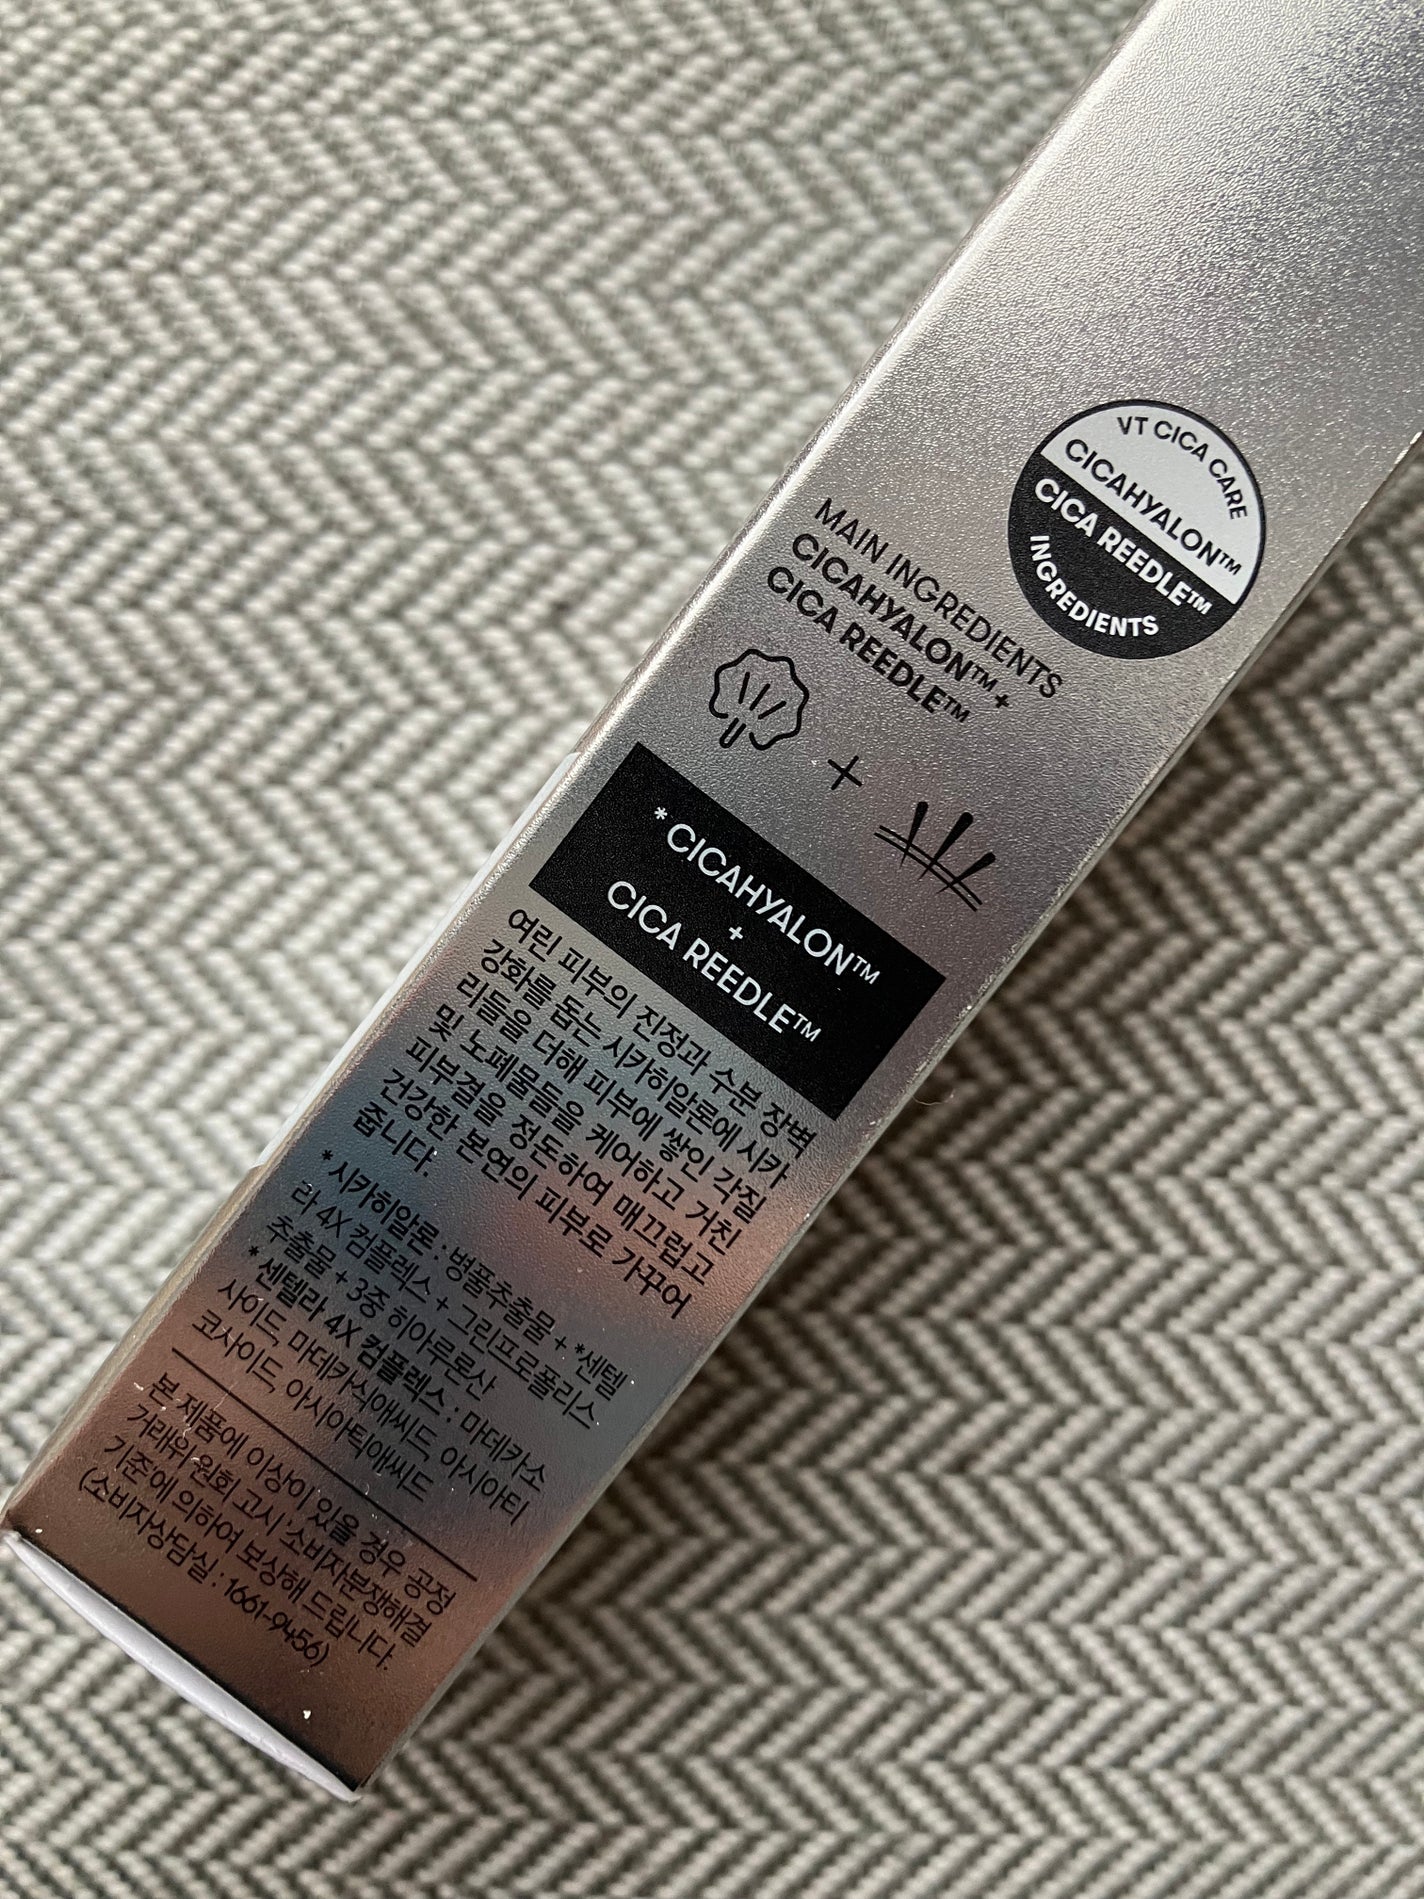 VT CICA CARE
CICAHYALON™
CICA REEDLE™
INGREDIENTS
MAIN INGREDIENTS
CICAHYALON™ +
CICA REEDLE™
+
*CICAHYALON™
+
CICA REEDLE™
여린 피부의 진정과 수분 장벽
강화를 돕는 시카히알론에 시카
리들을 더해 피부에 쌓인 각질
및 노폐물들을 케어하고 거친
피부결을 정돈하여 매끄럽고
건강한 본연의 피부로 가꾸어
줍니다.
*시카히알론 : 병풀추출물 + *센텔
라 4X 컴플렉스 + 그린프로폴리스
추출물 + 3중 히아루론산
*센텔라 4X 컴플렉스 : 마데카소
사이드, 마데카식애씨드, 아시아티
코사이드, 아시아틱애씨드
본 제품에 이상이 있을 경우 공정
거래위원회 고시 '소비자분쟁해결
기준'에 의하여 보상해 드립니다.
(소비자상담실 : 1661-9456)